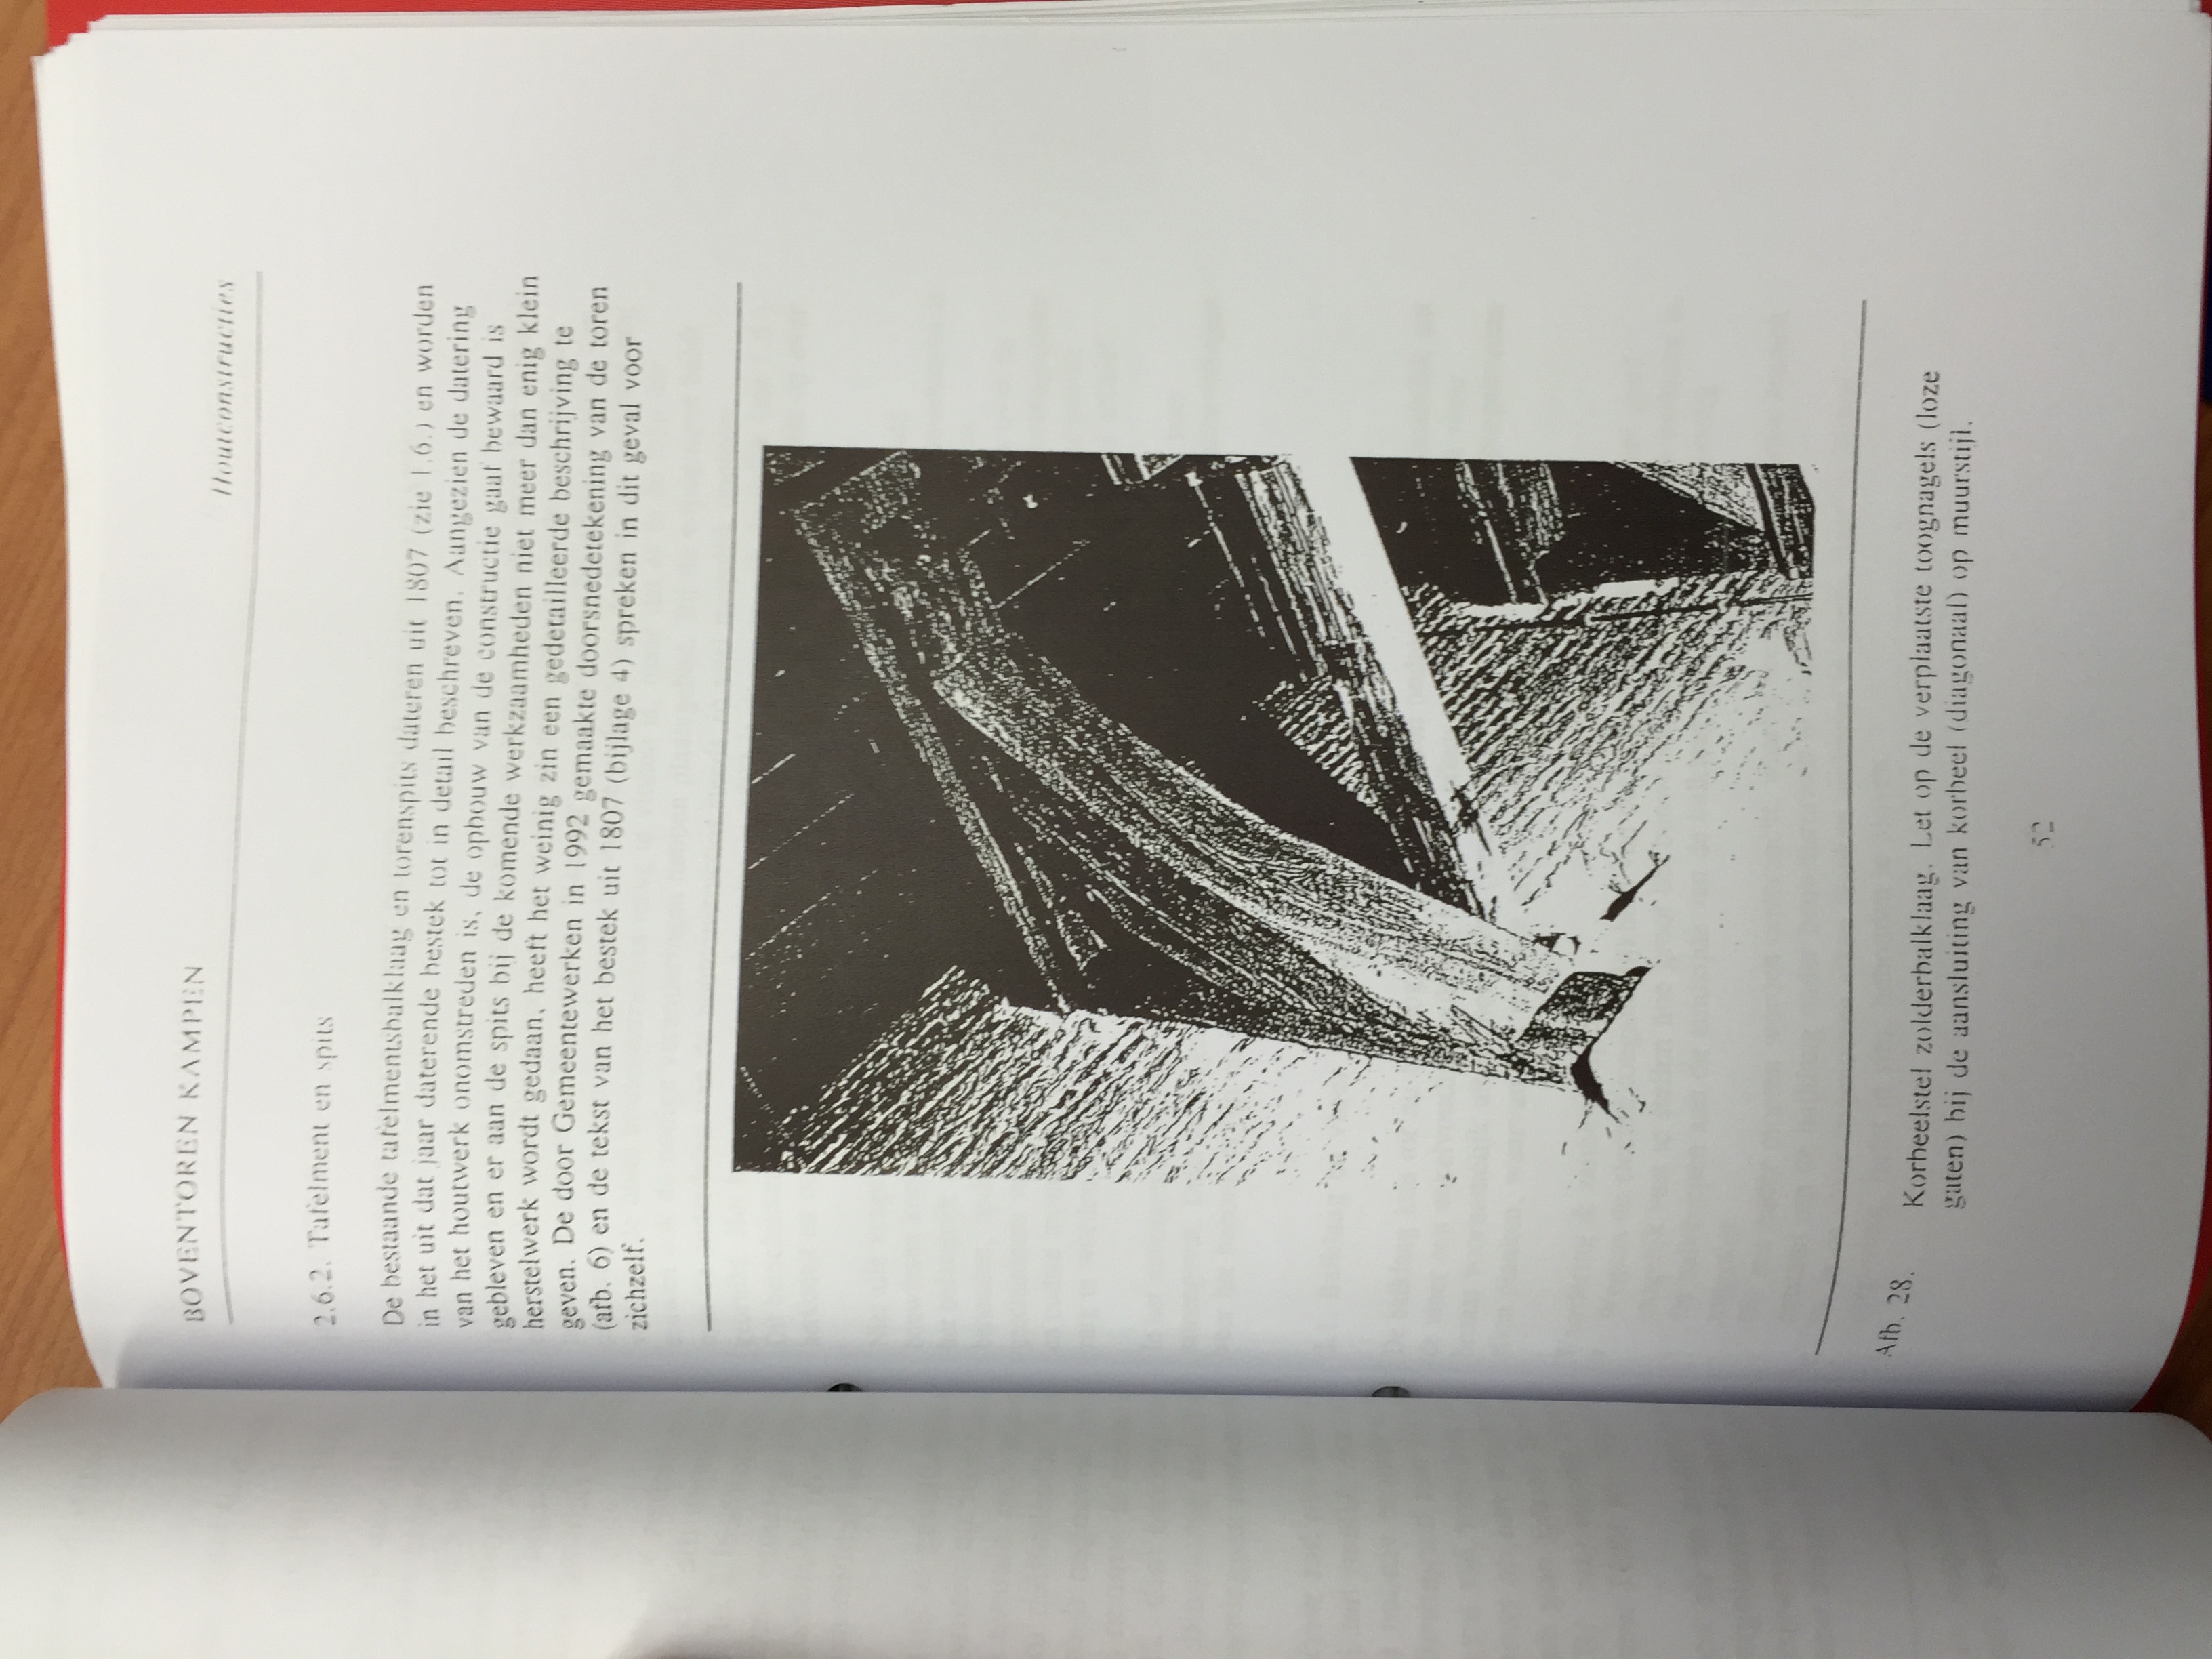 BOVENTOREN KAMPEN
Houtconstructies
2.6.2. Tafelment en spits
De bestaande tafelmentsbalklaag en torenspits dateren uit 1807 (zie 1.6.) en worden
in het uit dat jaar daterende bestek tot in detail beschreven. Aangezien de datering
van het houtwerk onomstreden is, de opbouw van de constructie gaaf bewaard is
gebleven en er aan de spits bij de komende werkzaamheden niet meer dan enig klein
herstelwerk wordt gedaan, heeft het weinig zin een gedetailleerde beschrijving te
geven. De door Gemeentewerken in 1992 gemaakte doorsnedetekening van de toren
(afb. 6) en de tekst van het bestek uit 1807 (bijlage 4) spreken in dit geval voor
zichzelf.
Afb. 28. Korbeelstel zolderbalklaag. Let op de verplaatste toognagels (loze
gaten) bij de aansluiting van korbeel (diagonaal) op muurstijl.
52